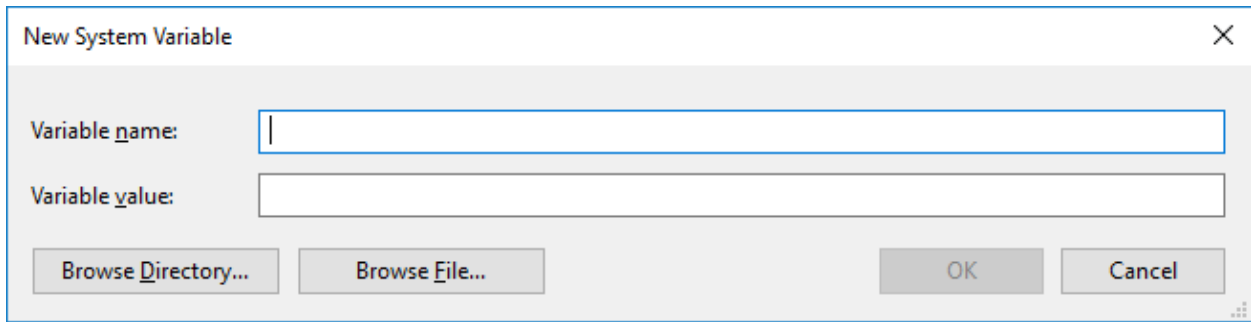 New System Variable
Variable name:
Variable value:
Browse Directory... Browse File... OK Cancel